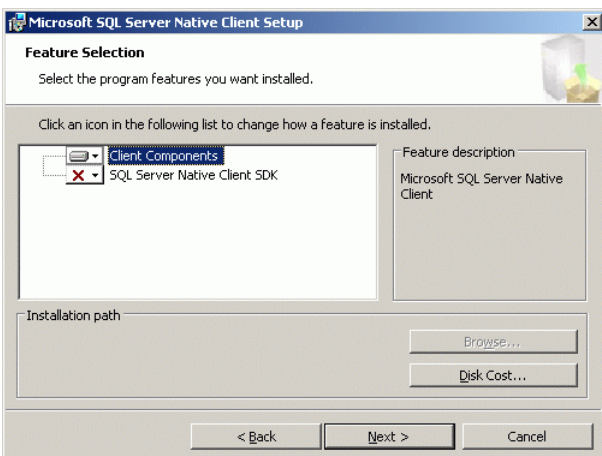 Microsoft SQL Server Native Client Setup
Feature Selection
Select the program features you want installed.
Click an icon in the following list to change how a feature is installed.
Client Components
SQL Server Native Client SDK
Feature description
Microsoft SQL Server Native
Client
Installation path
Browse...
Disk Cost...
< Back
Next >
Cancel